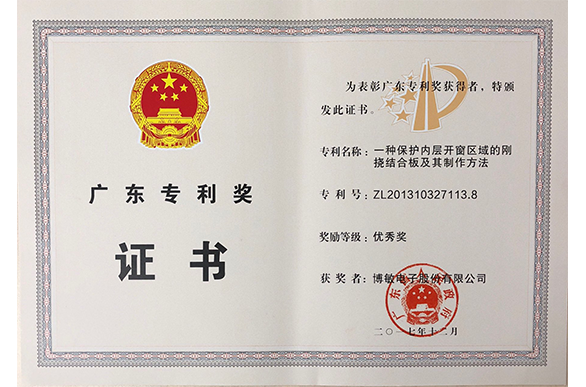 广东专利奖
证书
为表彰广东专利奖获得者，特颁
发此证书。
专利名称：一种保护内层开窗区域的刚
挠结合板及其制作方法
专 利 号：ZL201310327113.8
奖励等级：优秀奖
获 奖 者：博敏电子股份有限公司
二〇一七年十二月